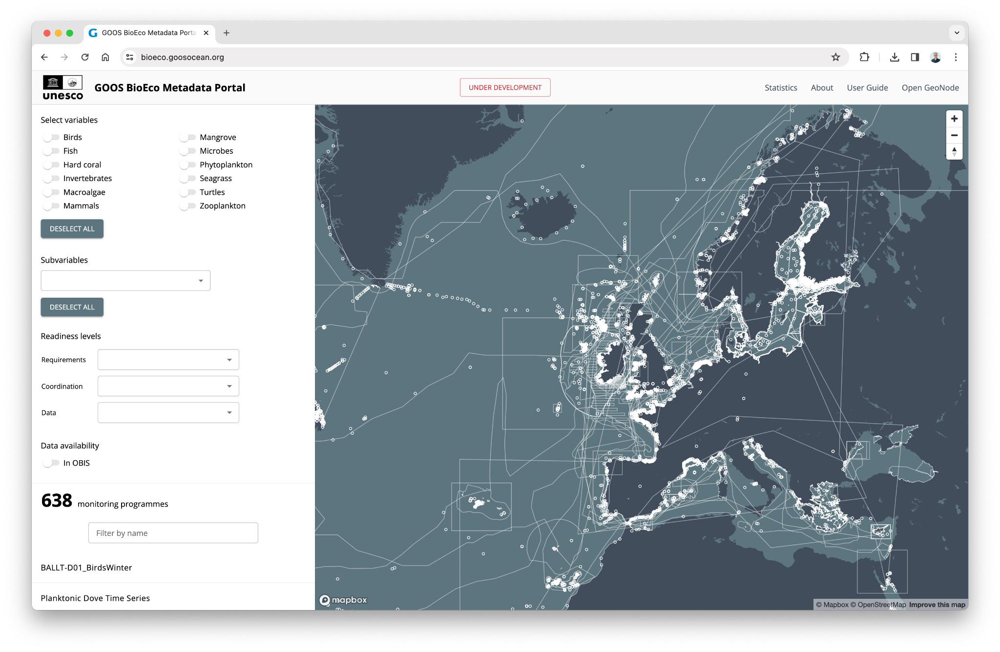 GOOS BioEco Metadata Porta
bioeco.goosocean.org
unesco
GOOS BioEco Metadata Portal
UNDER DEVELOPMENT
Statistics
About
User Guide
Open GeoNode
Select variables
Birds
Mangrove
Fish
Microbes
Hard coral
Phytoplankton
Invertebrates
Seagrass
Macroalgae
Turtles
Mammals
Zooplankton
DESELECT ALL
Subvariables
DESELECT ALL
Readiness levels
Requirements
Coordination
Data
Data availability
In OBIS
638 monitoring programmes
Filter by name
BALLT-D01_BirdsWinter
Planktonic Dove Time Series
mapbox
© Mapbox © OpenStreetMap Improve this map